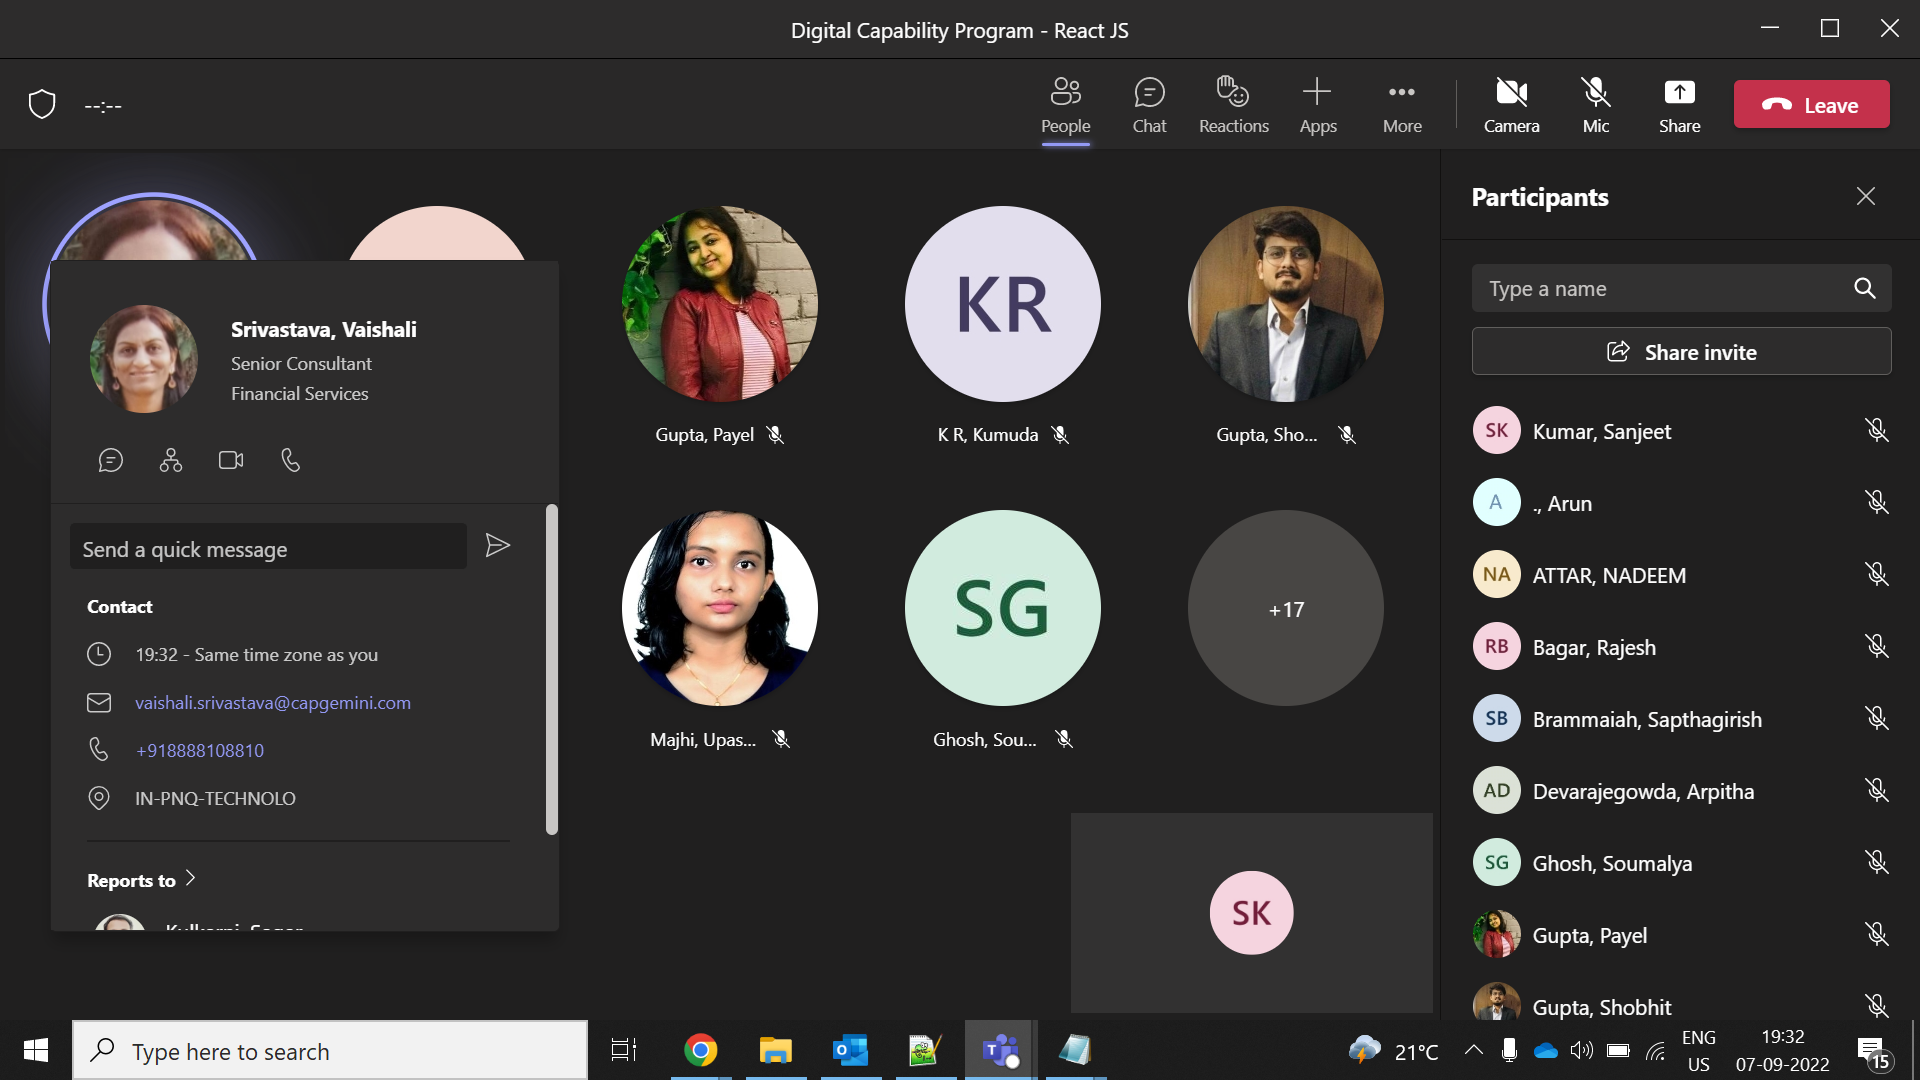 Digital Capability Program - React JS
--:--
People
Chat
Reactions
Apps
More
Camera
Mic
Share
Leave
Srivastava, Vaishali
Senior Consultant
Financial Services
Send a quick message
Contact
19:32 - Same time zone as you
vaishali.srivastava@capgemini.com
+918888108810
IN-PNQ-TECHNOLO
Reports to
Kulkarni, Sagar
Gupta, Payel
KR
K R, Kumuda
Gupta, Sho...
Majhi, Upas...
SG
Ghosh, Sou...
+17
SK
Participants
Type a name
Share invite
SK Kumar, Sanjeet
A ., Arun
NA ATTAR, NADEEM
RB Bagar, Rajesh
SB Brammaiah, Sapthagirish
AD Devarajegowda, Arpitha
SG Ghosh, Soumalya
Gupta, Payel
Gupta, Shobhit
Type here to search
21°C
ENG
US
19:32
07-09-2022
15